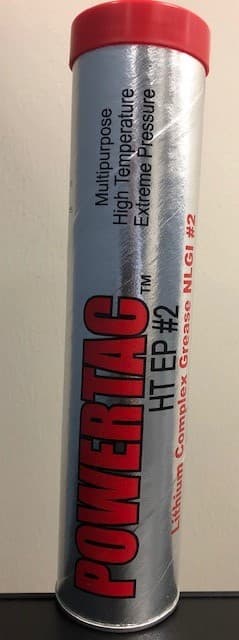 Multipurpose
High Temperature
Extreme Pressure
POWERTAC™
HT EP #2
Lithium Complex Grease NLGI #2